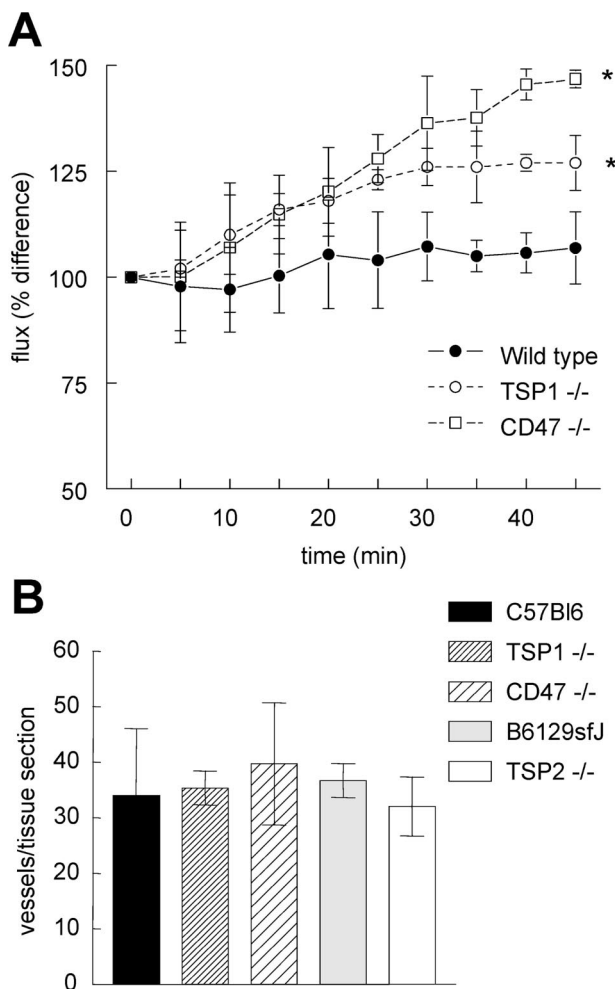 A
150
125
100
75
50
flux (% difference)
*
*
Wild type
TSP1 -/-
CD47 -/-
0
10
20
30
40
time (min)
B
C57Bl6
TSP1 -/-
CD47 -/-
B6129sfJ
TSP2 -/-
60
50
40
30
20
10
0
vessels/tissue section